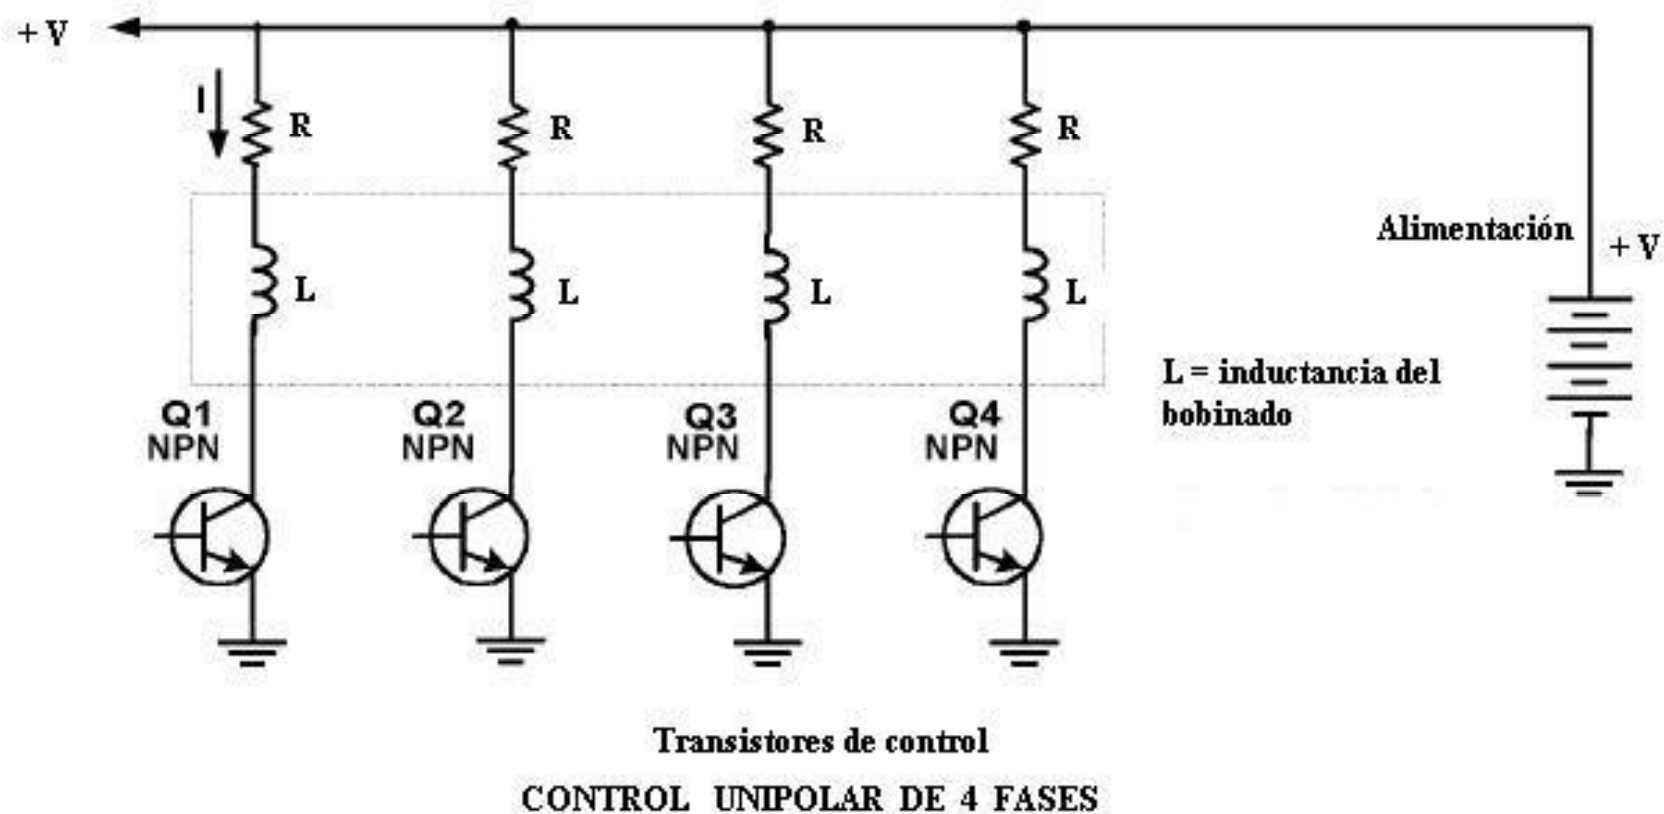 + V
I
R
R
R
R
Alimentación
+ V
L
L
L
L
L = inductancia del
bobinado
Q1
NPN
Q2
NPN
Q3
NPN
Q4
NPN
Transistores de control
CONTROL UNIPOLAR DE 4 FASES